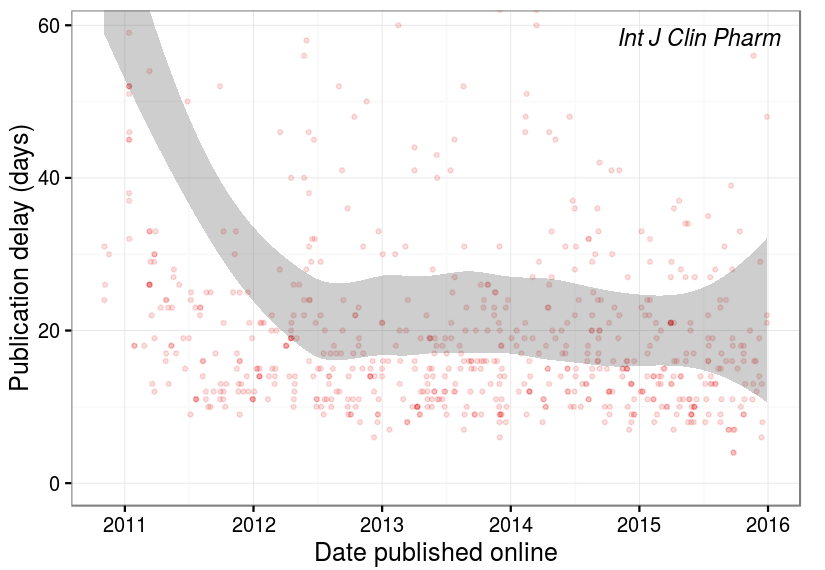 Int J Clin Pharm
Publication delay (days)
60
40
20
0
2011 2012 2013 2014 2015 2016
Date published online